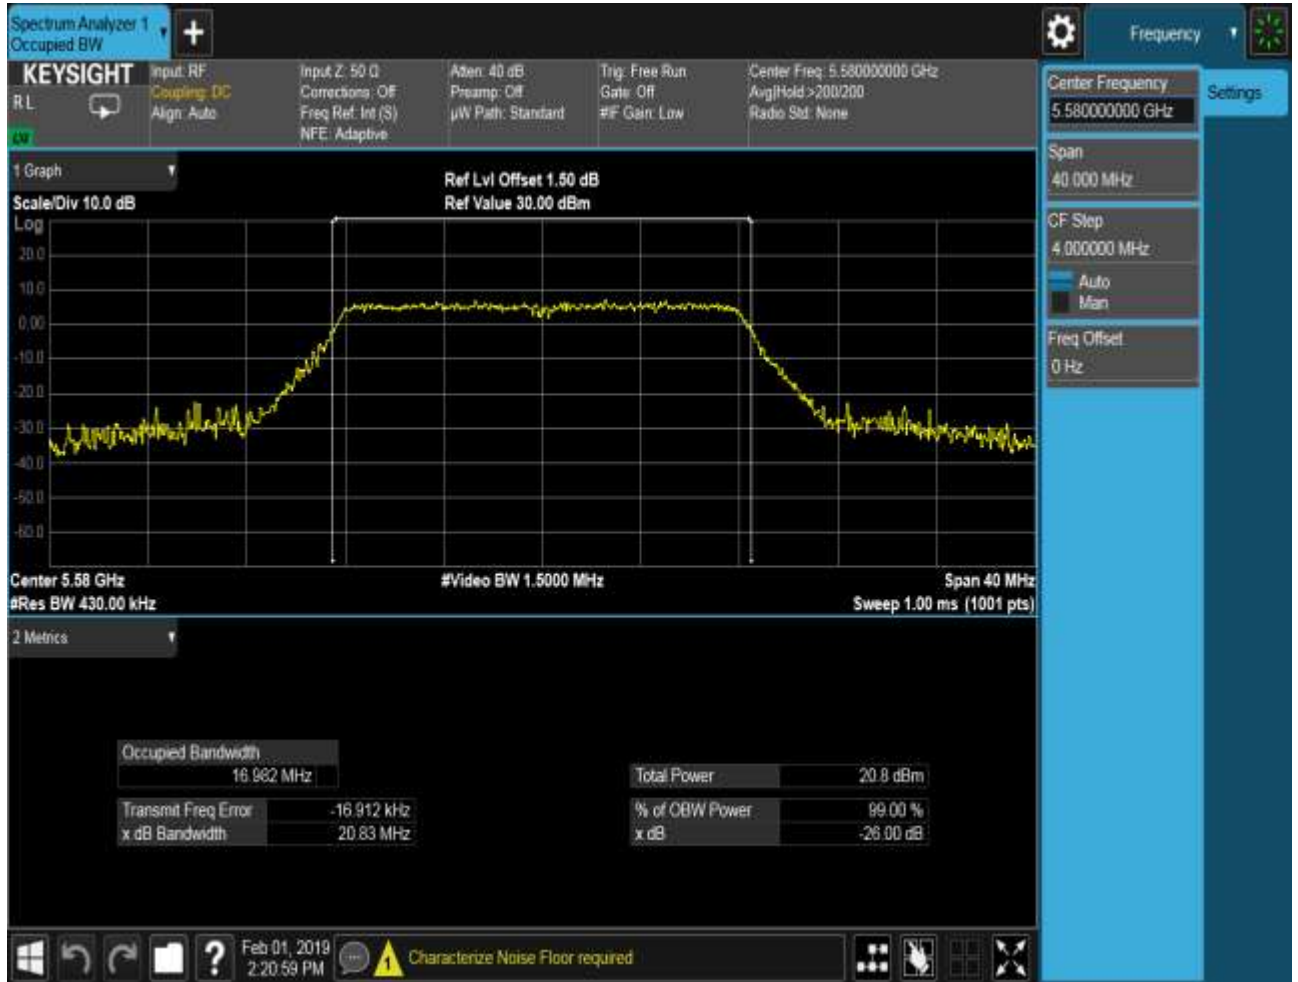 Spectrum Analyzer 1
Occupied BW
Frequency
KEYSIGHT
R L
Input: RF
Coupling: DC
Align: Auto
Input Z: 50 Ω
Corrections: Off
Freq Ref: Int (S)
NFE: Adaptive
Atten: 40 dB
Preamp: Off
µW Path: Standard
Trig: Free Run
Gate: Off
#IF Gain: Low
Center Freq: 5.580000000 GHz
Avg|Hold:>200/200
Radio Std: None
Center Frequency
5.580000000 GHz
Settings
Span
40.000 MHz
CF Step
4.000000 MHz
Auto
Man
Freq Offset
0 Hz
1 Graph
Scale/Div 10.0 dB
Ref Lvl Offset 1.50 dB
Ref Value 30.00 dBm
Log
20.0
10.0
0.00
-10.0
-20.0
-30.0
-40.0
-50.0
-60.0
Center 5.58 GHz
#Video BW 1.5000 MHz
Span 40 MHz
#Res BW 430.00 kHz
Sweep 1.00 ms (1001 pts)
2 Metrics
Occupied Bandwidth
16.982 MHz
Total Power 20.8 dBm
Transmit Freq Error -16.912 kHz
% of OBW Power 99.00 %
x dB Bandwidth 20.83 MHz
x dB -26.00 dB
?
Feb 01, 2019
2:20:59 PM
1
Characterize Noise Floor required